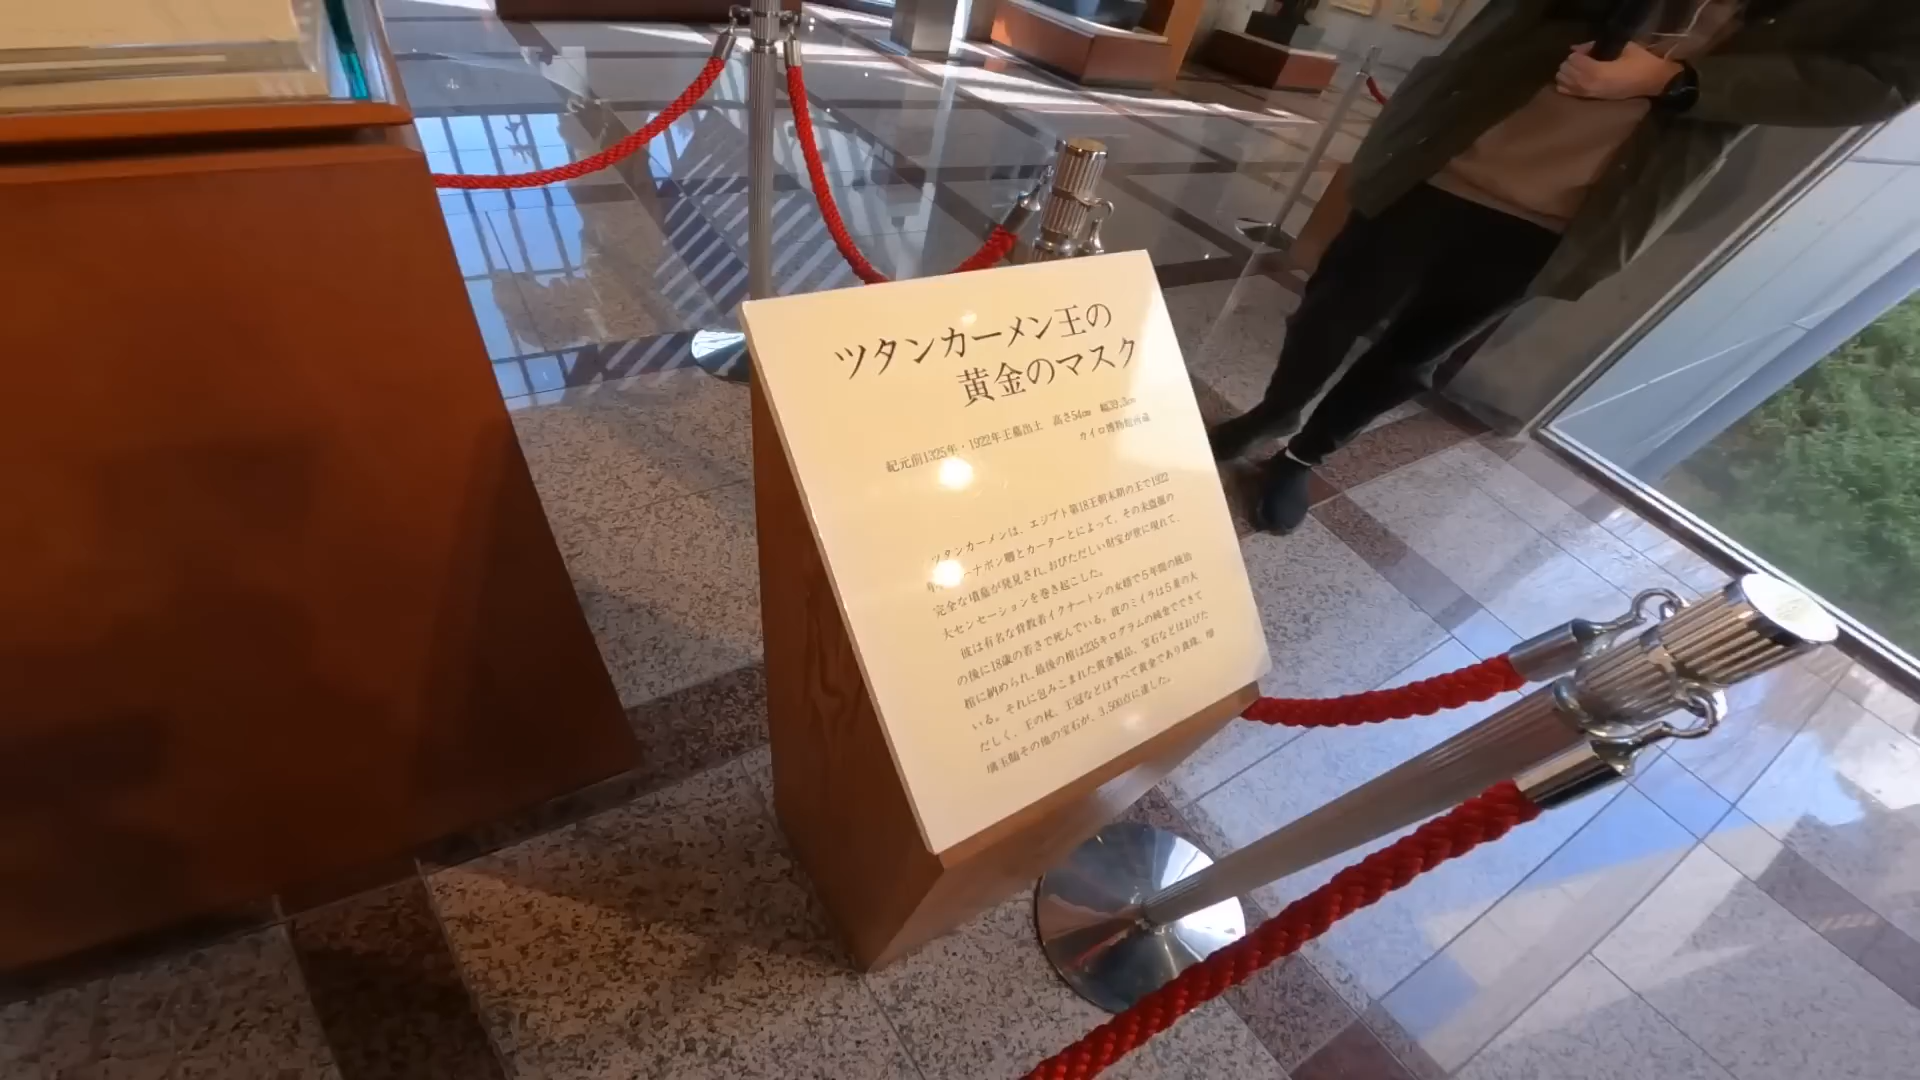 ツタンカーメン王の
黄金のマスク
紀元前1325年・1922年王墓出土 高さ54cm 幅39.3cm
カイロ博物館所蔵
ツタンカーメンは、エジプト第18王朝末期の王で1922
ーナボン卿とカーターとによって、その未盗掘の
完全な墳墓が発見され、おびただしい財宝が世に現れて、
大センセーションを巻き起こした。
彼は有名な背教者イクナートンの女婿で5年間の統治
の後に18歳の若さで死んでいる。彼のミイラは5重の大
棺に納められ、最後の棺は235キログラムの純金でできて
いる。それに包みこまれた黄金製品、宝石などはおびた
だしく、王の杖、王冠などはすべて黄金であり真珠、瑠
璃玉髄その他の宝石が、3,500点に達した。